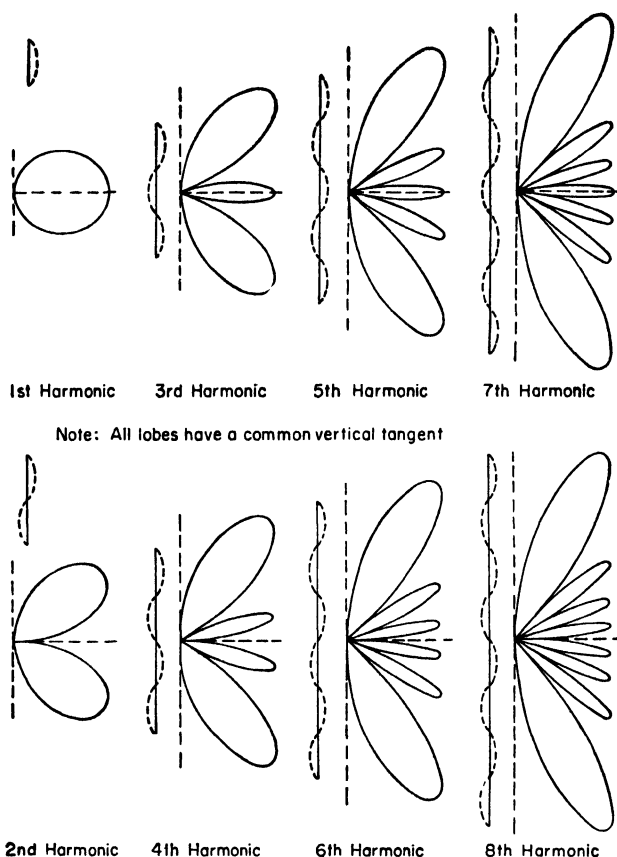 1st Harmonic 3rd Harmonic 5th Harmonic 7th Harmonic
Note: All lobes have a common vertical tangent
2nd Harmonic 4th Harmonic 6th Harmonic 8th Harmonic